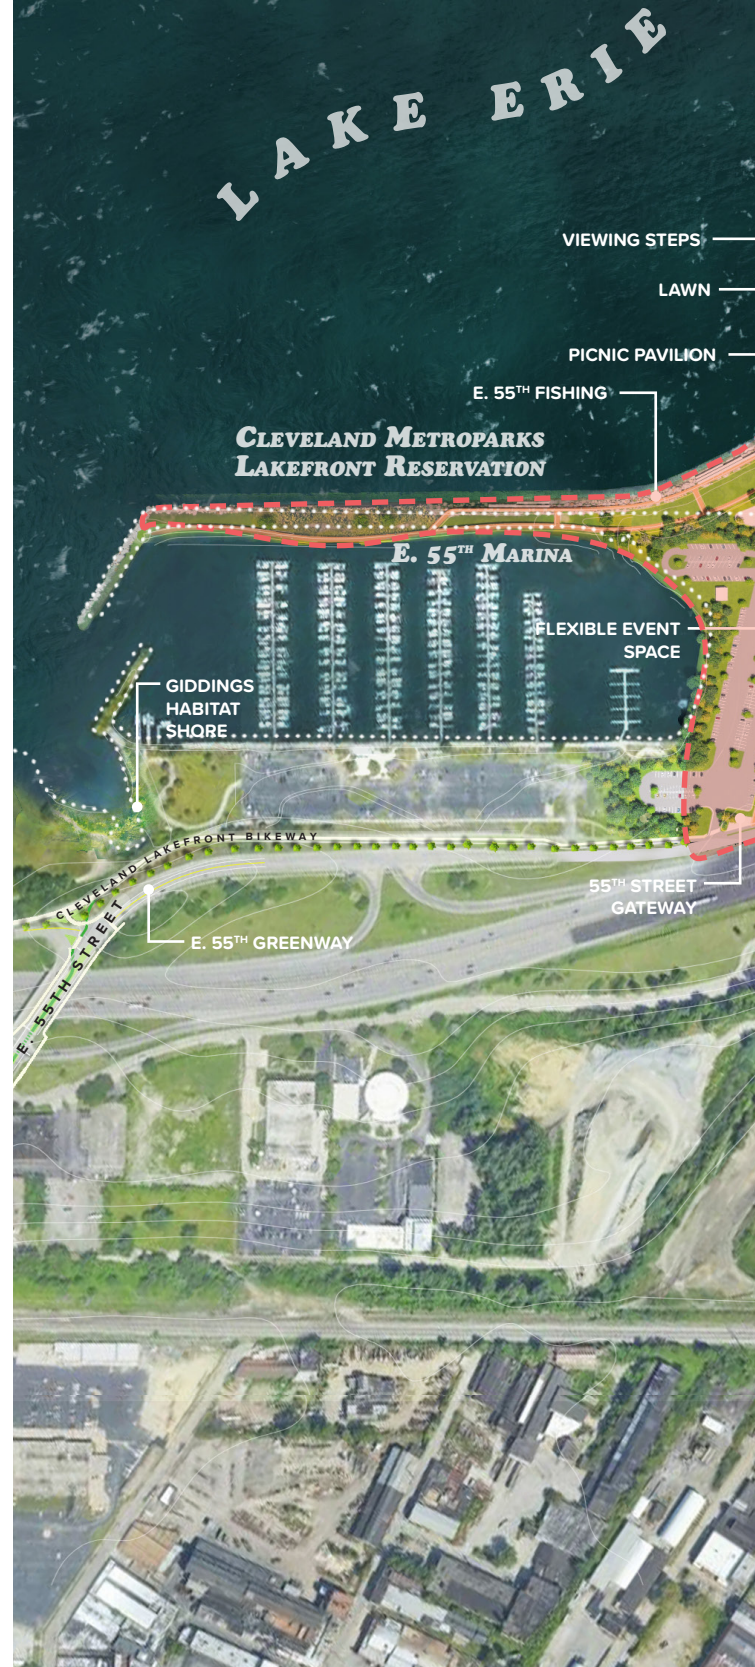 LAKE ERIE
VIEWING STEPS
LAWN
PICNIC PAVILION
E. 55TH FISHING
CLEVELAND METROPARKS
LAKEFRONT RESERVATION
E. 55TH MARINA
FLEXIBLE EVENT
SPACE
GIDDINGS
HABITAT
SHORE
CLEVELAND LAKEFRONT BIKEWAY
55TH STREET
GATEWAY
E. 55TH GREENWAY
E. 55TH STREET